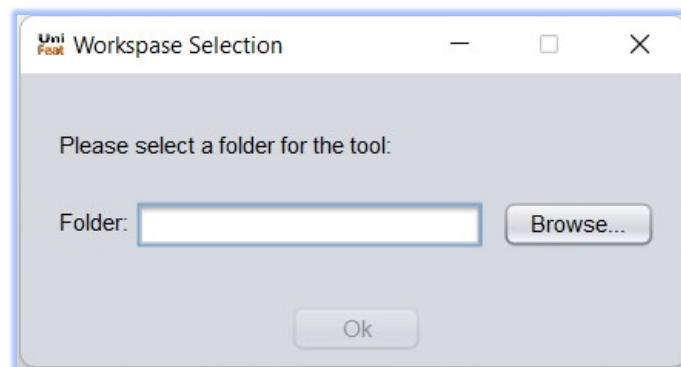 Uni
Feat Workspase Selection
Please select a folder for the tool:
Folder: Browse...
Ok